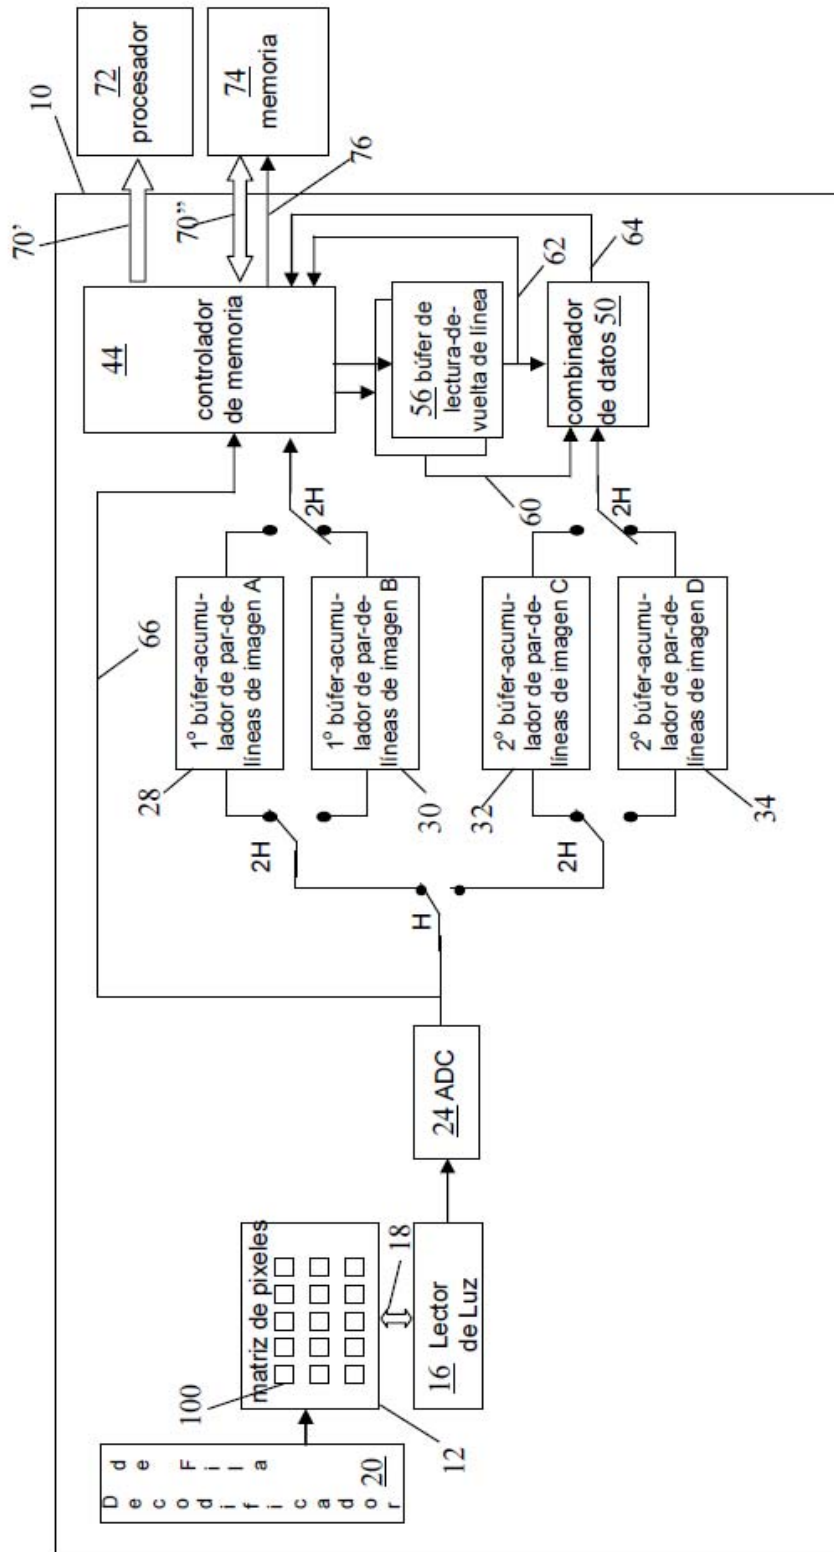 10
72
procesador
74
memoria
70'
70"
76
44
controlador
de memoria
56 búfer de
lectura-de-
vuelta de línea
62
64
combinador
de datos 50
60
66
2H
2H
1º búfer-acumu-
lador de par-de-
líneas de imagen A
28
1º búfer-acumu-
lador de par-de-
líneas de imagen B
30
2º búfer-acumu-
lador de par-de-
líneas de imagen C
32
2º búfer-acumu-
lador de par-de-
líneas de imagen D
34
2H
2H
H
24 ADC
matriz de pixeles
100
18
16 Lector
de Luz
12
Decodificador
de Fila
20